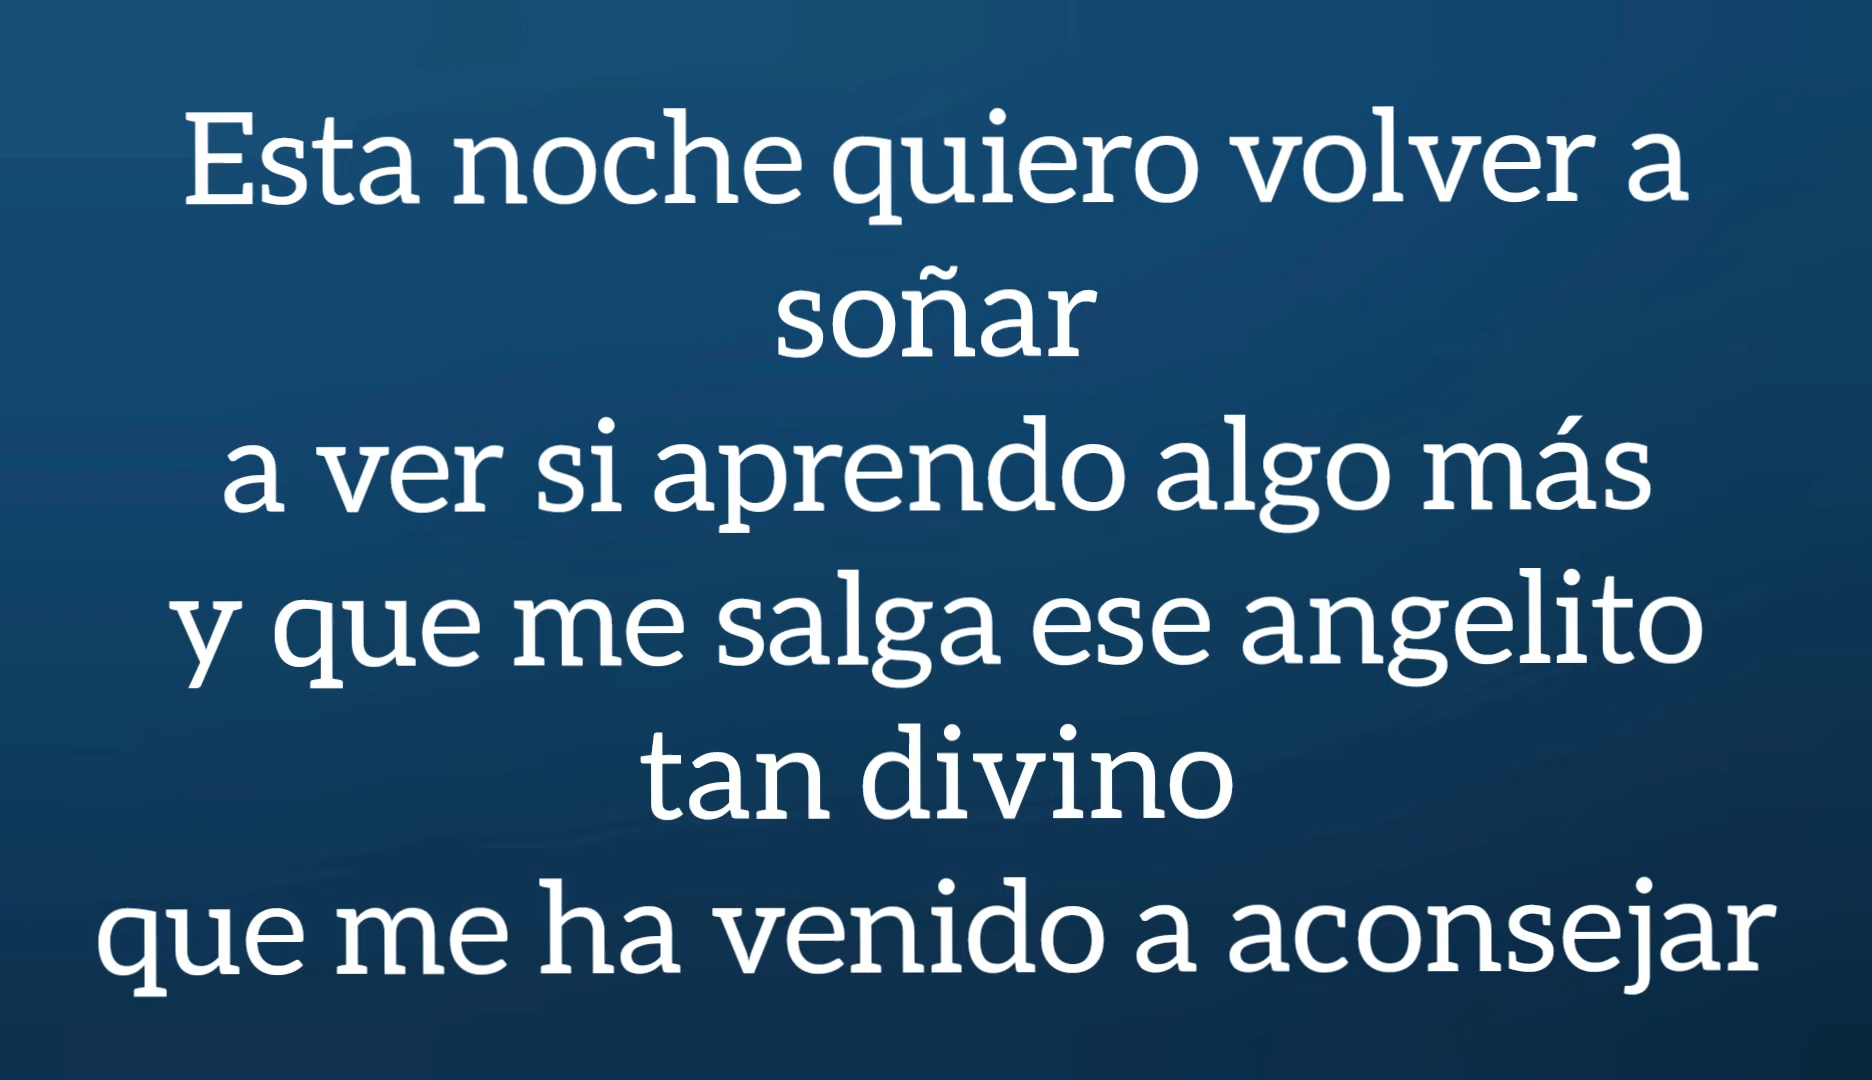 Esta noche quiero volver a
soñar
a ver si aprendo algo más
y que me salga ese angelito
tan divino
que me ha venido a aconsejar